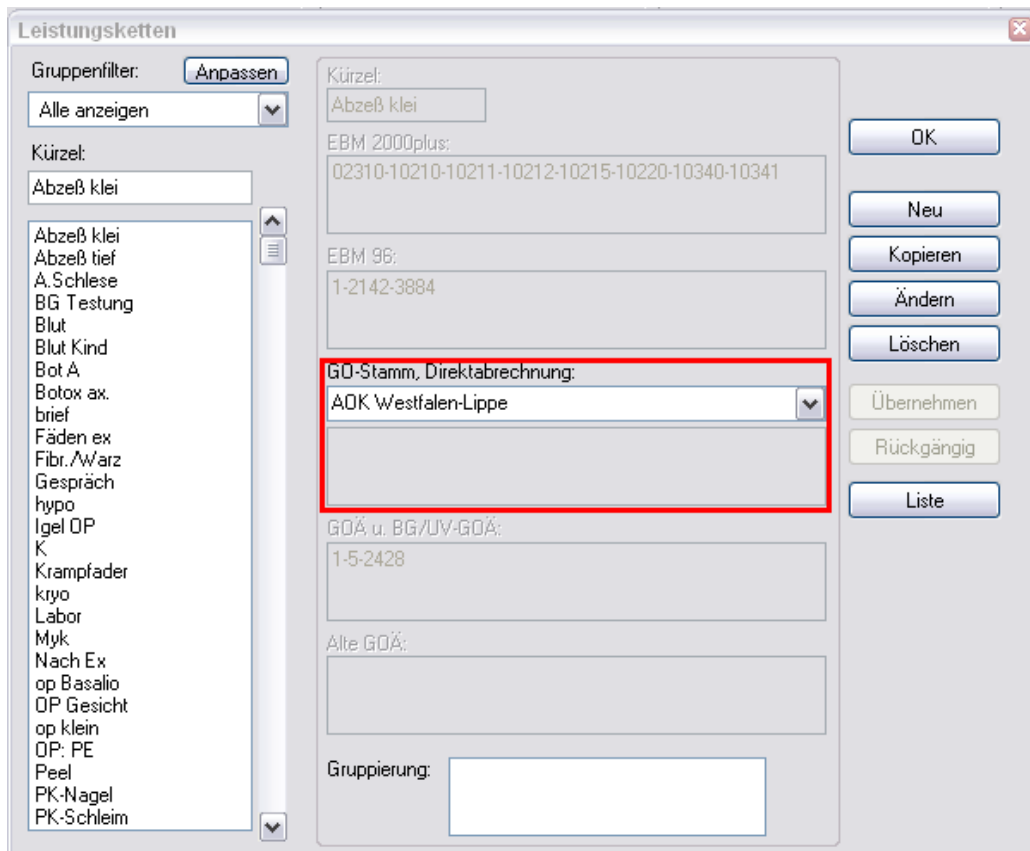 Leistungsketten
Gruppenfilter:
Anpassen
Alle anzeigen
Kürzel:
Abzeß klei
Abzeß klei
Abzeß tief
A.Schlese
BG Testung
Blut
Blut Kind
Bot A
Botox ax.
brief
Fäden ex
Fibr./Warz
Gespräch
hypo
Igel OP
K
Krampfader
kryo
Labor
Myk
Nach Ex
op Basalio
OP Gesicht
op klein
OP: PE
Peel
PK-Nagel
PK-Schleim
Kürzel:
Abzeß klei
EBM 2000plus:
02310-10210-10211-10212-10215-10220-10340-10341
EBM 96:
1-2142-3884
GO-Stamm, Direktabrechnung:
AOK Westfalen-Lippe
GOÄ u. BG/UV-GOÄ:
1-5-2428
Alte GOÄ:
Gruppierung:
OK
Neu
Kopieren
Ändern
Löschen
Übernehmen
Rückgängig
Liste